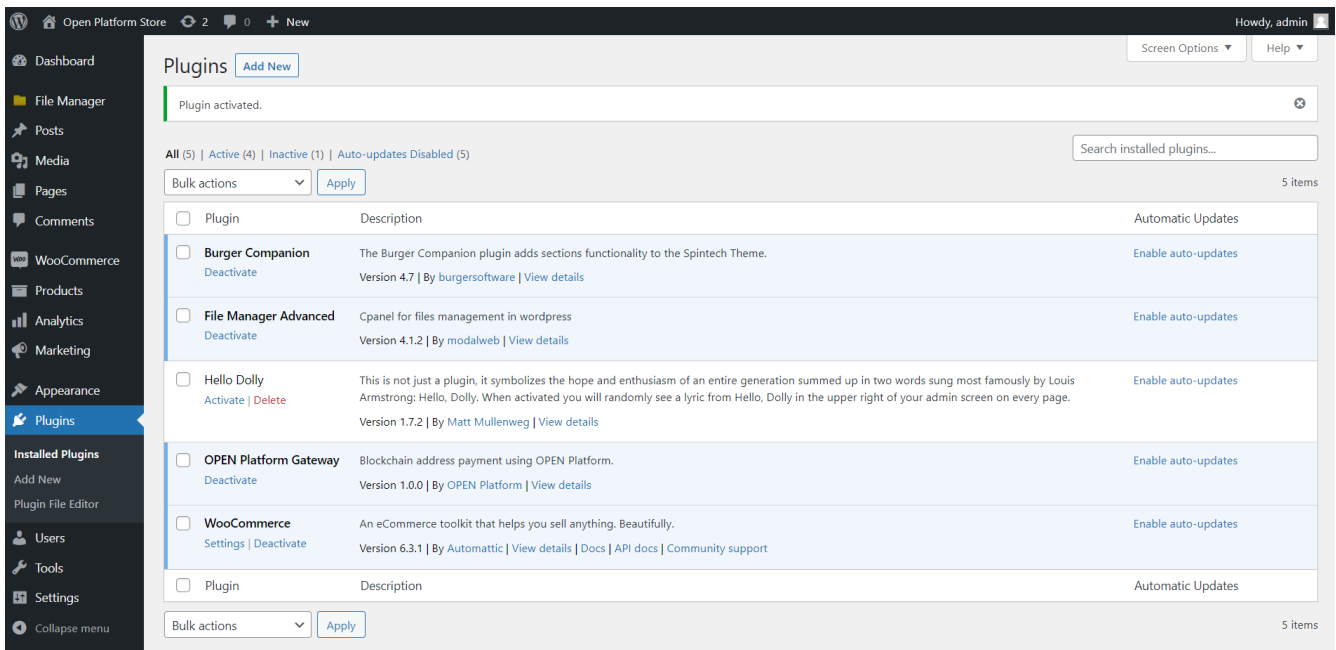 Open Platform Store 2 0 + New Howdy, admin
Screen Options ▼ Help ▼
Dashboard
File Manager
Posts
Media
Pages
Comments
WooCommerce
Products
Analytics
Marketing
Appearance
Plugins
Installed Plugins
Add New
Plugin File Editor
Users
Tools
Settings
Collapse menu
Plugins Add New
Plugin activated.
All (5) | Active (4) | Inactive (1) | Auto-updates Disabled (5)
Search installed plugins...
Bulk actions Apply
5 items
Plugin Description Automatic Updates
Burger Companion The Burger Companion plugin adds sections functionality to the Spintech Theme. Enable auto-updates
Deactivate Version 4.7 | By burgersoftware | View details
File Manager Advanced Cpanel for files management in wordpress Enable auto-updates
Deactivate Version 4.1.2 | By modalweb | View details
Hello Dolly This is not just a plugin, it symbolizes the hope and enthusiasm of an entire generation summed up in two words sung most famously by Louis Enable auto-updates
Activate | Delete Armstrong: Hello, Dolly. When activated you will randomly see a lyric from Hello, Dolly in the upper right of your admin screen on every page.
Version 1.7.2 | By Matt Mullenweg | View details
OPEN Platform Gateway Blockchain address payment using OPEN Platform. Enable auto-updates
Deactivate Version 1.0.0 | By OPEN Platform | View details
WooCommerce An eCommerce toolkit that helps you sell anything. Beautifully. Enable auto-updates
Settings | Deactivate Version 6.3.1 | By Automattic | View details | Docs | API docs | Community support
Plugin Description Automatic Updates
Bulk actions Apply
5 items